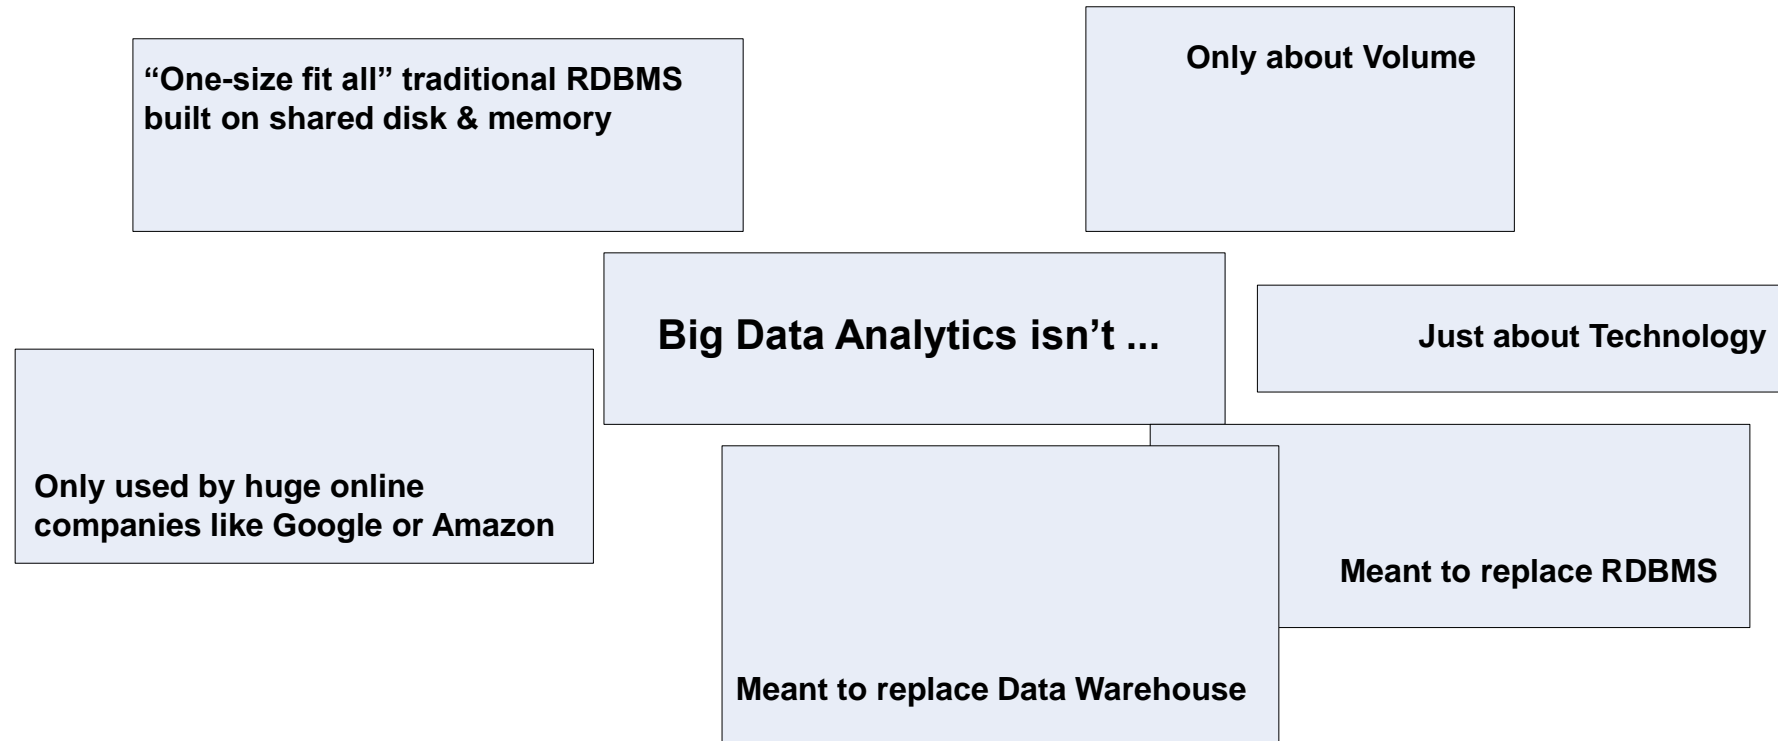 “One-size fit all” traditional RDBMS
built on shared disk & memory
Only about Volume
Big Data Analytics isn’t ...
Just about Technology
Only used by huge online
companies like Google or Amazon
Meant to replace RDBMS
Meant to replace Data Warehouse